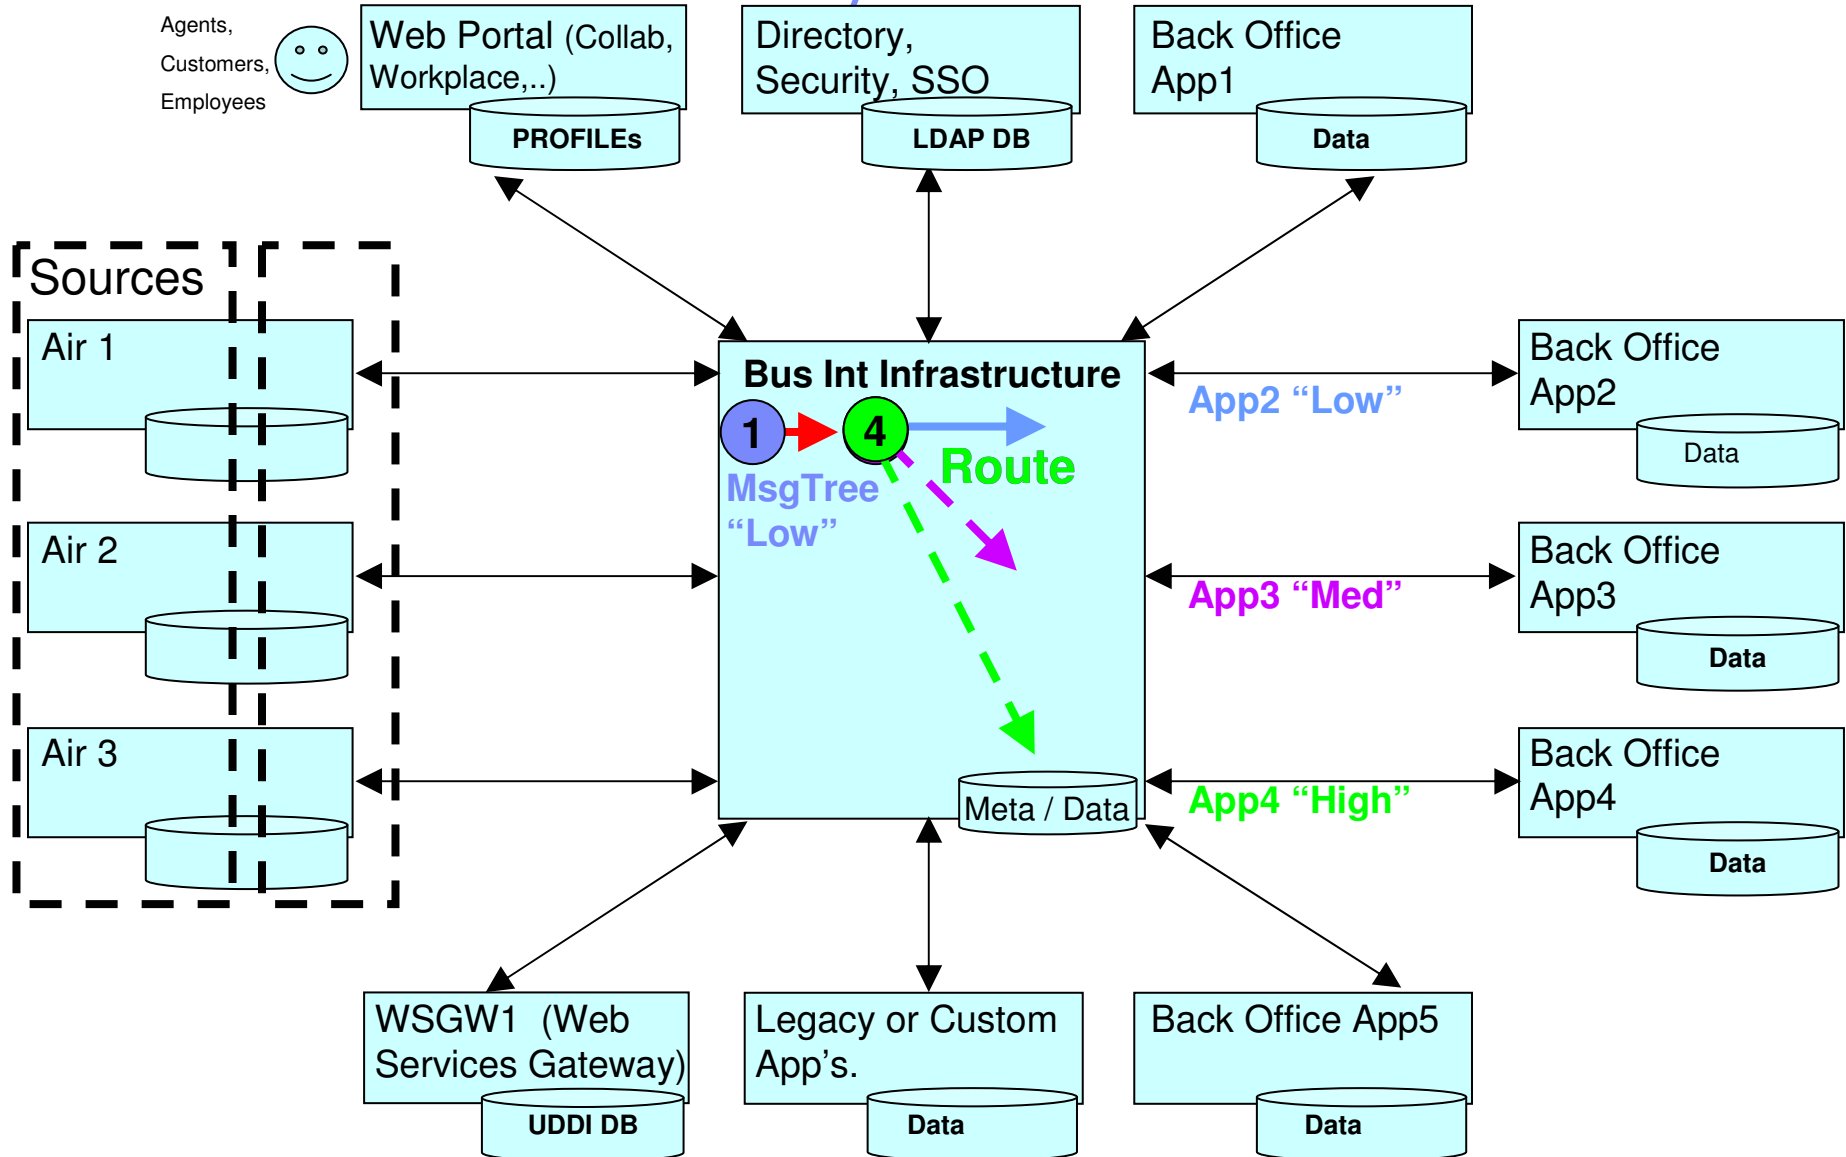 Agents,
Customers,
Employees
Web Portal (Collab,
Workplace,..)
PROFILEs
Directory,
Security, SSO
LDAP DB
Back Office
App1
Data
Sources
Air 1
Air 2
Air 3
Bus Int Infrastructure
1
4
Route
MsgTree
“Low”
Meta / Data
App2 “Low”
App3 “Med”
App4 “High”
Back Office
App2
Data
Back Office
App3
Data
Back Office
App4
Data
WSGW1 (Web
Services Gateway)
UDDI DB
Legacy or Custom
App's.
Data
Back Office App5
Data